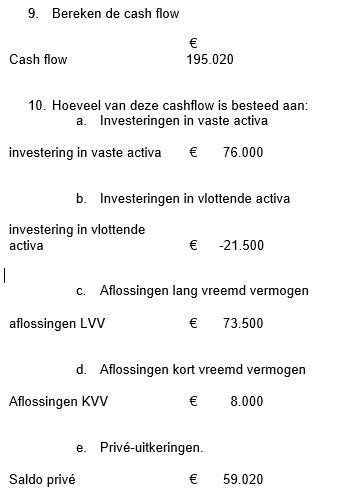 9. Bereken de cash flow
€
Cash flow 195.020
10. Hoeveel van deze cashflow is besteed aan:
a. Investeringen in vaste activa
investering in vaste activa € 76.000
b. Investeringen in vlottende activa
investering in vlottende
activa € -21.500
c. Aflossingen lang vreemd vermogen
aflossingen LVV € 73.500
d. Aflossingen kort vreemd vermogen
Aflossingen KVV € 8.000
e. Privé-uitkeringen.
Saldo privé € 59.020